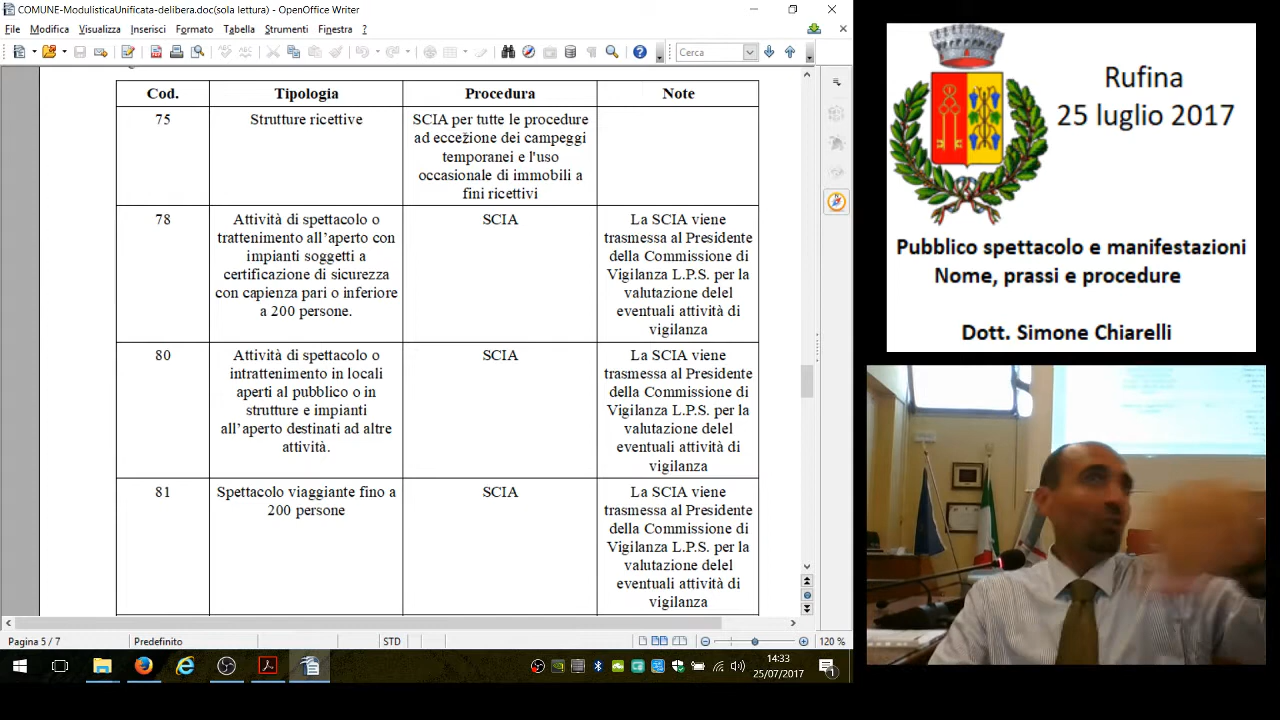 COMUNE-ModulisticaUnificata-delibera.doc(sola lettura) - OpenOffice Writer
File Modifica Visualizza Inserisci Formato Tabella Strumenti Finestra ?
Cerca
Cod. Tipologia Procedura Note
75 Strutture ricettive SCIA per tutte le procedure
ad eccezione dei campeggi
temporanei e l'uso
occasionale di immobili a
fini ricettivi
78 Attività di spettacolo o SCIA La SCIA viene
trattenimento all'aperto con trasmessa al Presidente
impianti soggetti a della Commissione di
certificazione di sicurezza Vigilanza L.P.S. per la
con capienza pari o inferiore valutazione delel
a 200 persone. eventuali attività di
vigilanza
80 Attività di spettacolo o SCIA La SCIA viene
intrattenimento in locali trasmessa al Presidente
aperti al pubblico o in della Commissione di
strutture e impianti Vigilanza L.P.S. per la
all'aperto destinati ad altre valutazione delel
attività. eventuali attività di
vigilanza
81 Spettacolo viaggiante fino a SCIA La SCIA viene
200 persone trasmessa al Presidente
della Commissione di
Vigilanza L.P.S. per la
valutazione delel
eventuali attività di
vigilanza
Pagina 5 / 7 Predefinito STD 120 %
14:33
25/07/2017
1
Rufina
25 luglio 2017
Pubblico spettacolo e manifestazioni
Nome, prassi e procedure
Dott. Simone Chiarelli